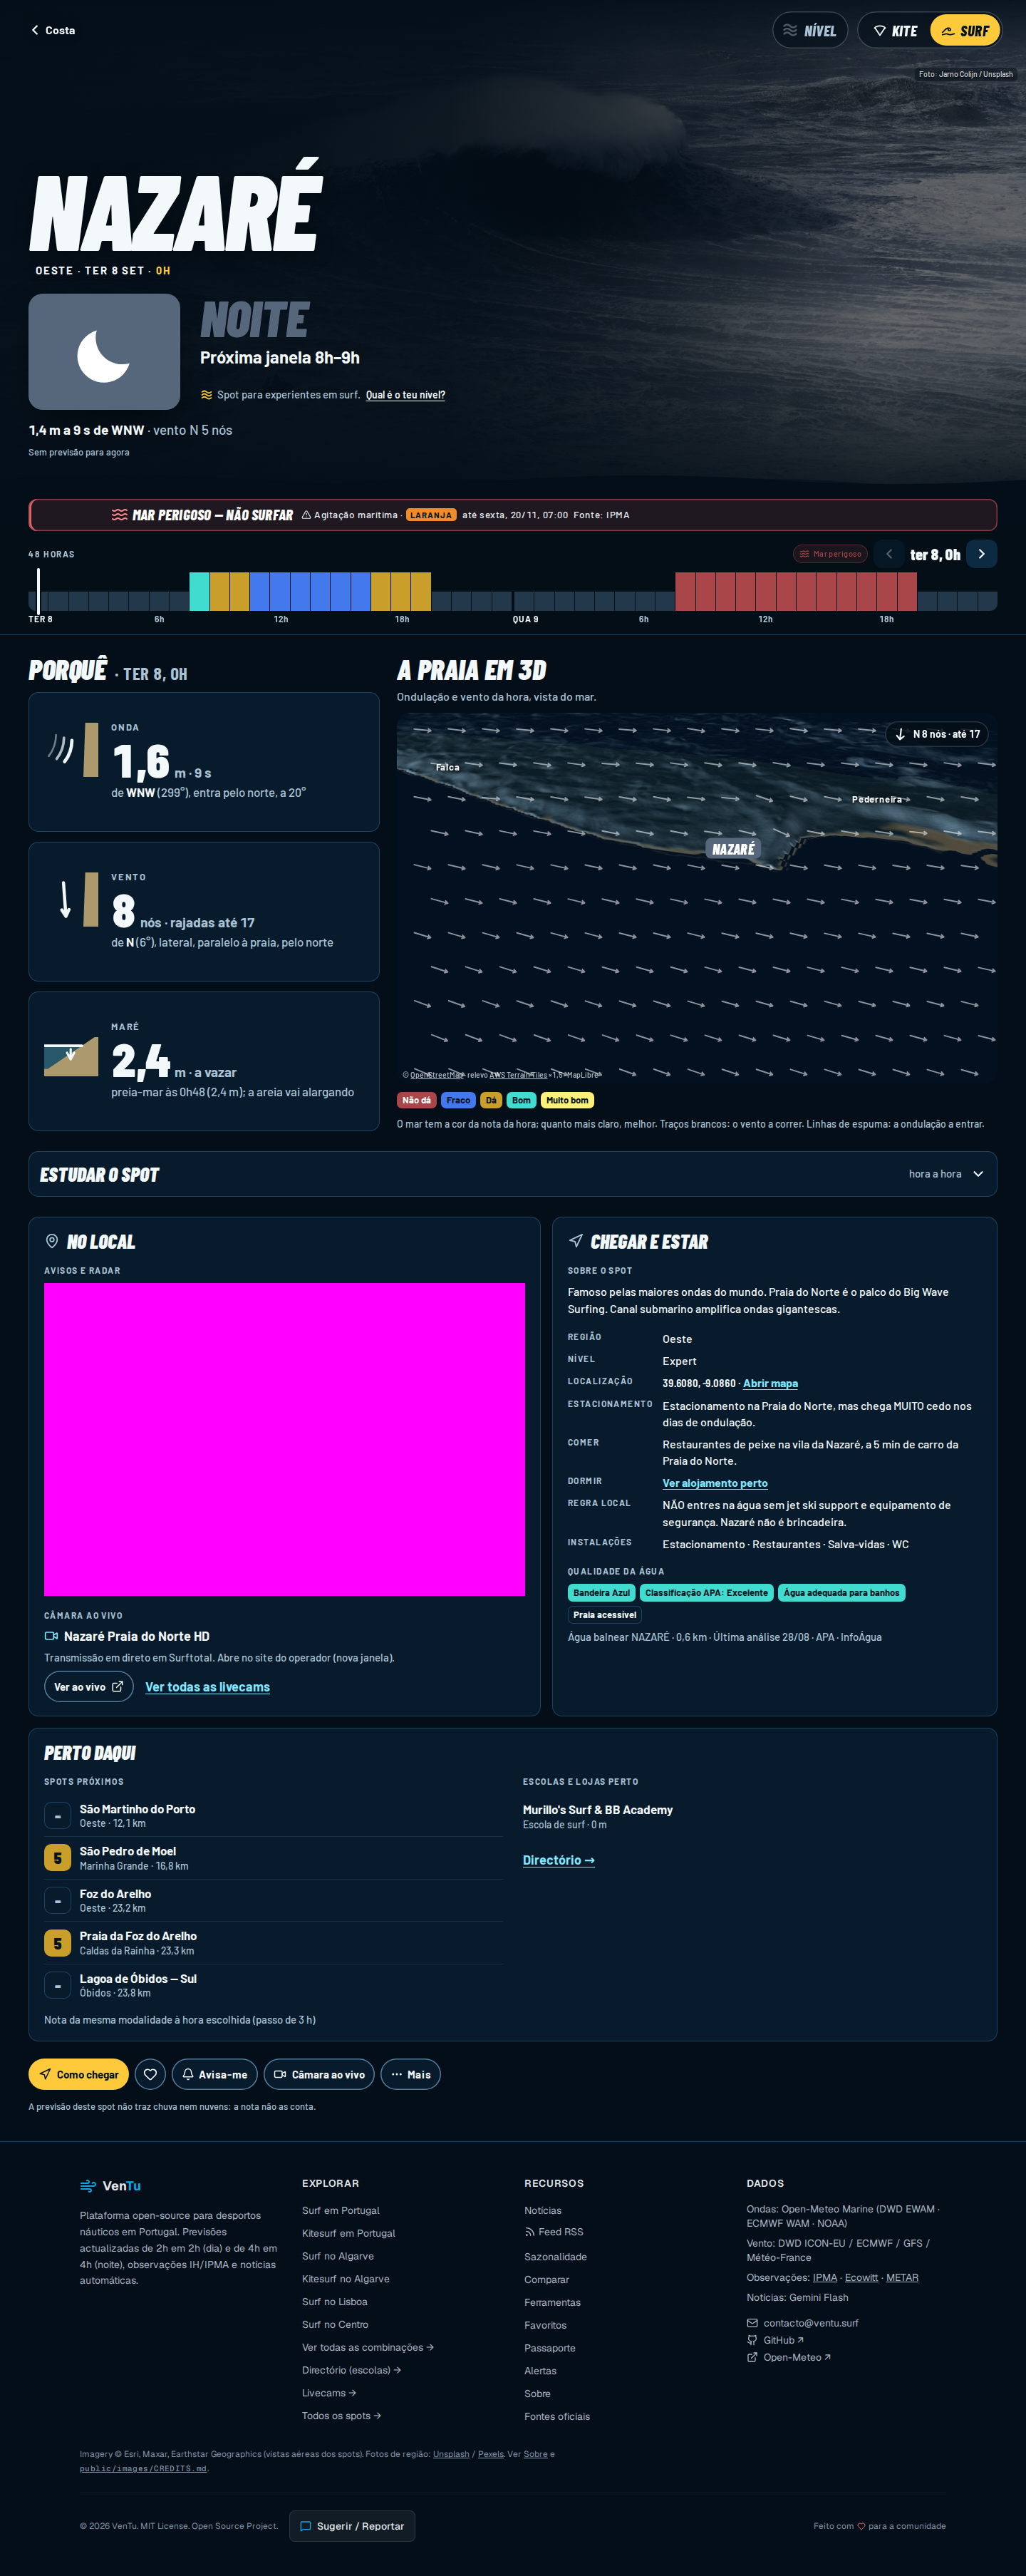 Costa
NÍVEL
KITE
SURF
Foto: Jarno Colijn / Unsplash
NAZARÉ
OESTE · TER 8 SET · 0H
NOITE
Próxima janela 8h–9h
Spot para experientes em surf. Qual é o teu nível?
1,4 m a 9 s de WNW · vento N 5 nós
Sem previsão para agora
MAR PERIGOSO — NÃO SURFAR Agitação marítima · LARANJA até sexta, 20/11, 07:00 Fonte: IPMA
48 HORAS
Mar perigoso
ter 8, 0h
TER 8 6h 12h 18h QUA 9 6h 12h 18h
PORQUÊ · TER 8, 0H
ONDA
1,6 m · 9 s
de WNW (299°), entra pelo norte, a 20°
VENTO
8 nós · rajadas até 17
de N (6°), lateral, paralelo à praia, pelo norte
MARÉ
2,4 m · a vazar
preia-mar às 0h48 (2,4 m); a areia vai alargando
A PRAIA EM 3D
Ondulação e vento da hora, vista do mar.
N 8 nós · até 17
Falca
Pederneira
NAZARÉ
© OpenStreetMap · relevo AWS Terrain Tiles ×1,6 · MapLibre
Não dá Fraco Dá Bom Muito bom
O mar tem a cor da nota da hora; quanto mais claro, melhor. Traços brancos: o vento a correr. Linhas de espuma: a ondulação a entrar.
ESTUDAR O SPOT
hora a hora
NO LOCAL
AVISOS E RADAR
CÂMARA AO VIVO
Nazaré Praia do Norte HD
Transmissão em direto em Surftotal. Abre no site do operador (nova janela).
Ver ao vivo
Ver todas as livecams
CHEGAR E ESTAR
SOBRE O SPOT
Famoso pelas maiores ondas do mundo. Praia do Norte é o palco do Big Wave
Surfing. Canal submarino amplifica ondas gigantescas.
REGIÃO Oeste
NÍVEL Expert
LOCALIZAÇÃO 39.6080, -9.0860 · Abrir mapa
ESTACIONAMENTO Estacionamento na Praia do Norte, mas chega MUITO cedo nos
dias de ondulação.
COMER Restaurantes de peixe na vila da Nazaré, a 5 min de carro da
Praia do Norte.
DORMIR Ver alojamento perto
REGRA LOCAL NÃO entres na água sem jet ski support e equipamento de
segurança. Nazaré não é brincadeira.
INSTALAÇÕES Estacionamento · Restaurantes · Salva-vidas · WC
QUALIDADE DA ÁGUA
Bandeira Azul Classificação APA: Excelente Água adequada para banhos
Praia acessível
Água balnear NAZARÉ · 0,6 km · Última análise 28/08 · APA · InfoÁgua
PERTO DAQUI
SPOTS PRÓXIMOS
- São Martinho do Porto
Oeste · 12,1 km
5 São Pedro de Moel
Marinha Grande · 16,8 km
- Foz do Arelho
Oeste · 23,2 km
5 Praia da Foz do Arelho
Caldas da Rainha · 23,3 km
- Lagoa de Óbidos — Sul
Óbidos · 23,8 km
Nota da mesma modalidade à hora escolhida (passo de 3 h)
ESCOLAS E LOJAS PERTO
Murillo's Surf & BB Academy
Escola de surf · 0 m
Directório →
Como chegar
Avisa-me
Câmara ao vivo
Mais
A previsão deste spot não traz chuva nem nuvens: a nota não as conta.
VenTu
Plataforma open-source para desportos
náuticos em Portugal. Previsões
actualizadas de 2h em 2h (dia) e de 4h em
4h (noite), observações IH/IPMA e notícias
automáticas.
EXPLORAR
Surf em Portugal
Kitesurf em Portugal
Surf no Algarve
Kitesurf no Algarve
Surf no Lisboa
Surf no Centro
Ver todas as combinações →
Directório (escolas) →
Livecams →
Todos os spots →
RECURSOS
Notícias
Feed RSS
Sazonalidade
Comparar
Ferramentas
Favoritos
Passaporte
Alertas
Sobre
Fontes oficiais
DADOS
Ondas: Open-Meteo Marine (DWD EWAM ·
ECMWF WAM · NOAA)
Vento: DWD ICON-EU / ECMWF / GFS /
Météo-France
Observações: IPMA · Ecowitt · METAR
Notícias: Gemini Flash
contacto@ventu.surf
GitHub ↗
Open-Meteo ↗
Imagery © Esri, Maxar, Earthstar Geographics (vistas aéreas dos spots). Fotos de região: Unsplash / Pexels. Ver Sobre e
public/images/CREDITS.md.
© 2026 VenTu. MIT License. Open Source Project.
Sugerir / Reportar
Feito com ♡ para a comunidade